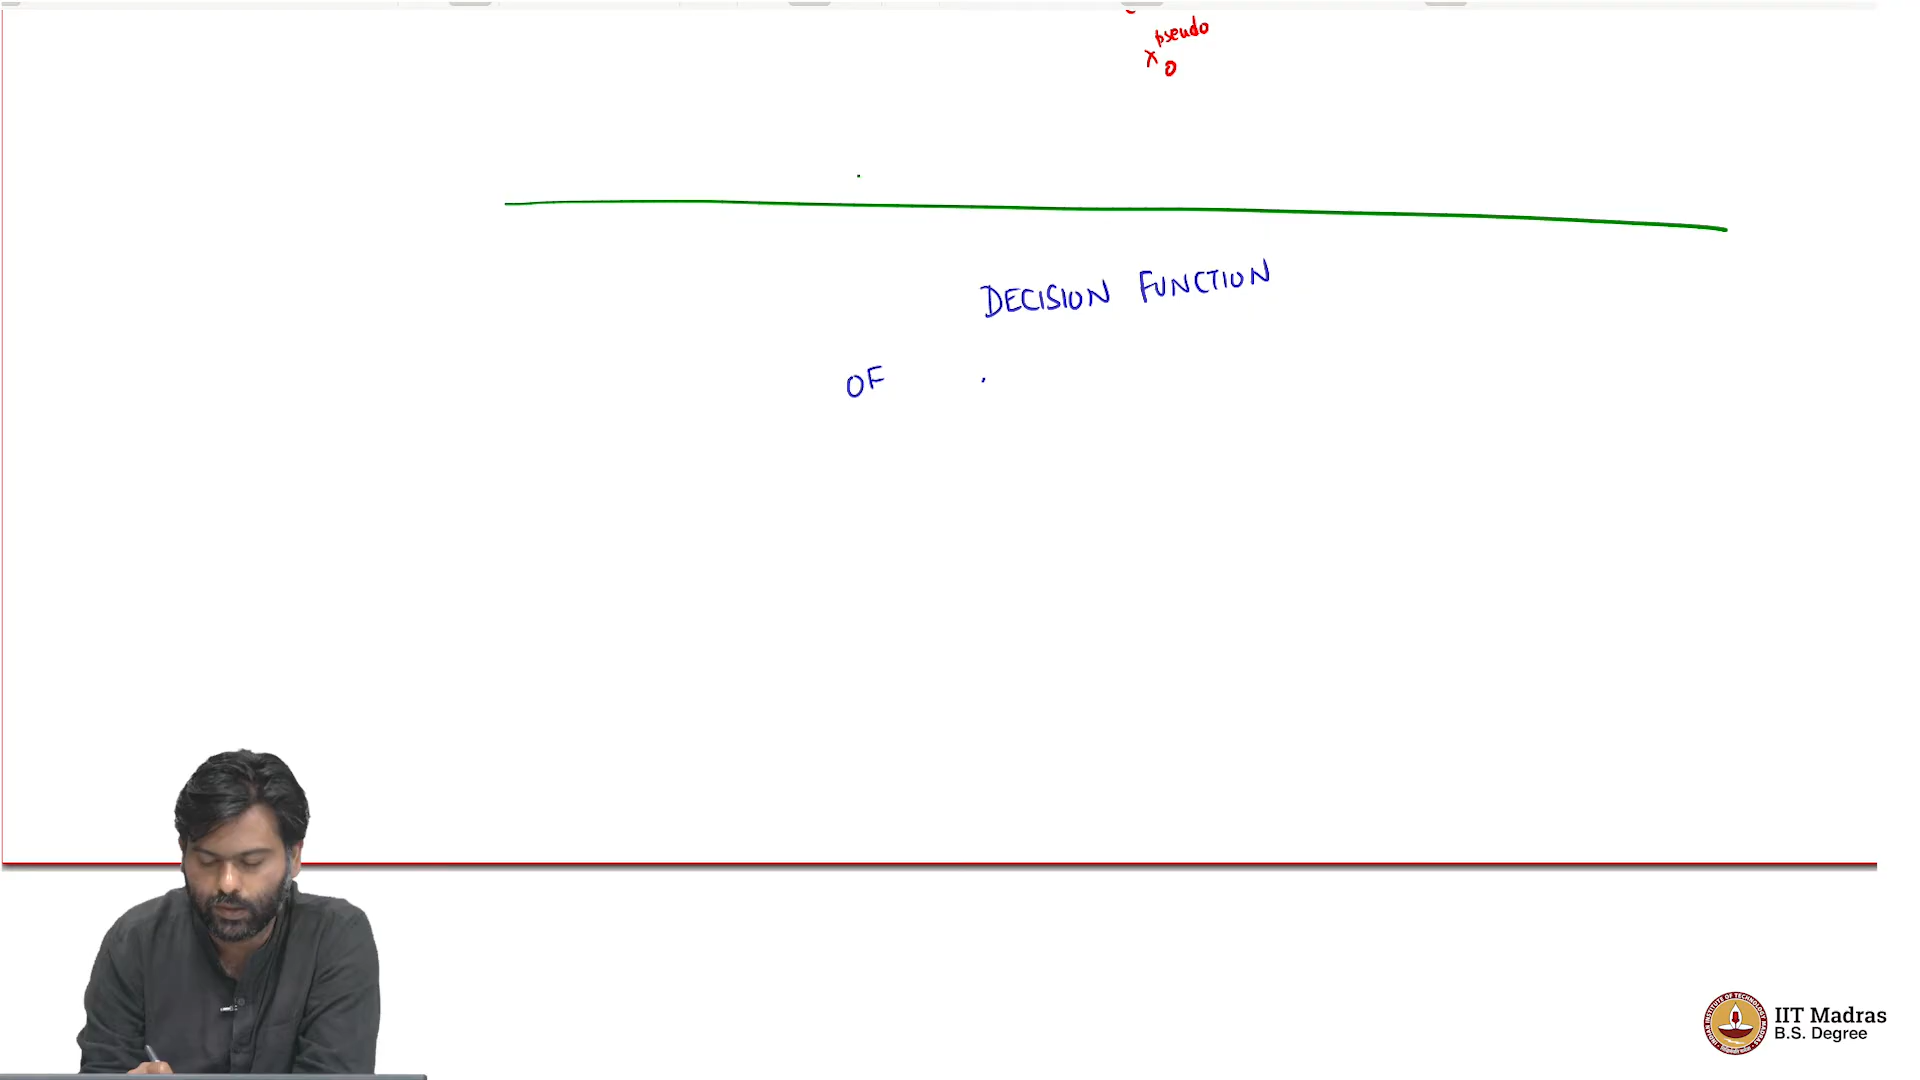 pseudo
x
0
DECISION FUNCTION
OF
IIT Madras
B.S. Degree